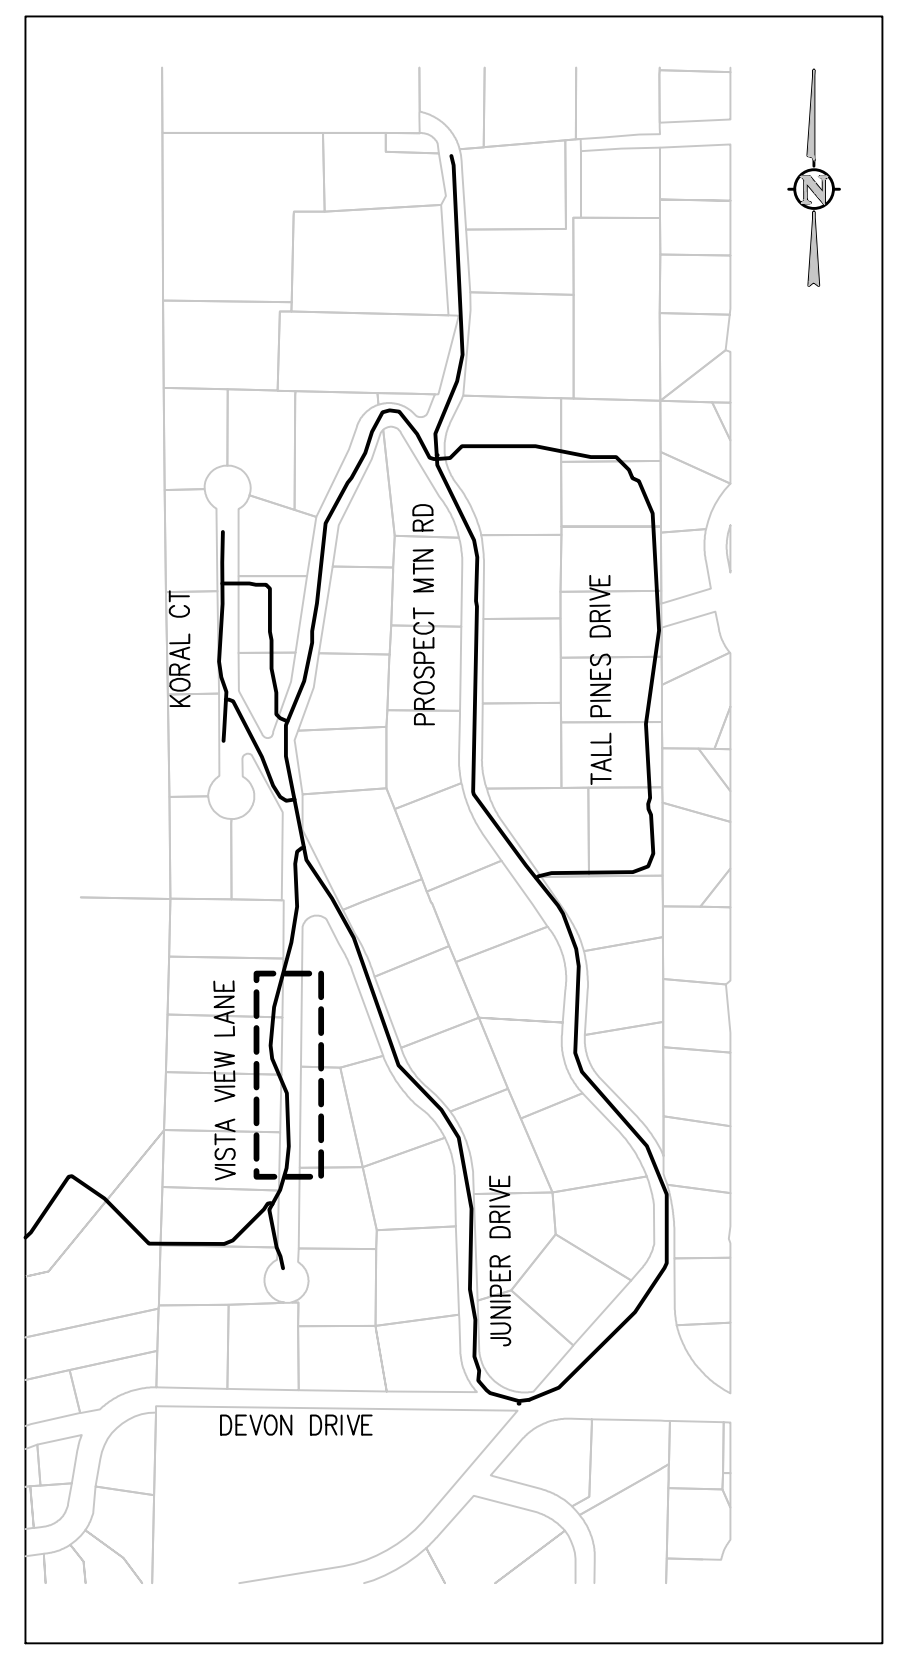 N
PROSPECT MTN RD
KORAL CT
TALL PINES DRIVE
VISTA VIEW LANE
JUNIPER DRIVE
DEVON DRIVE